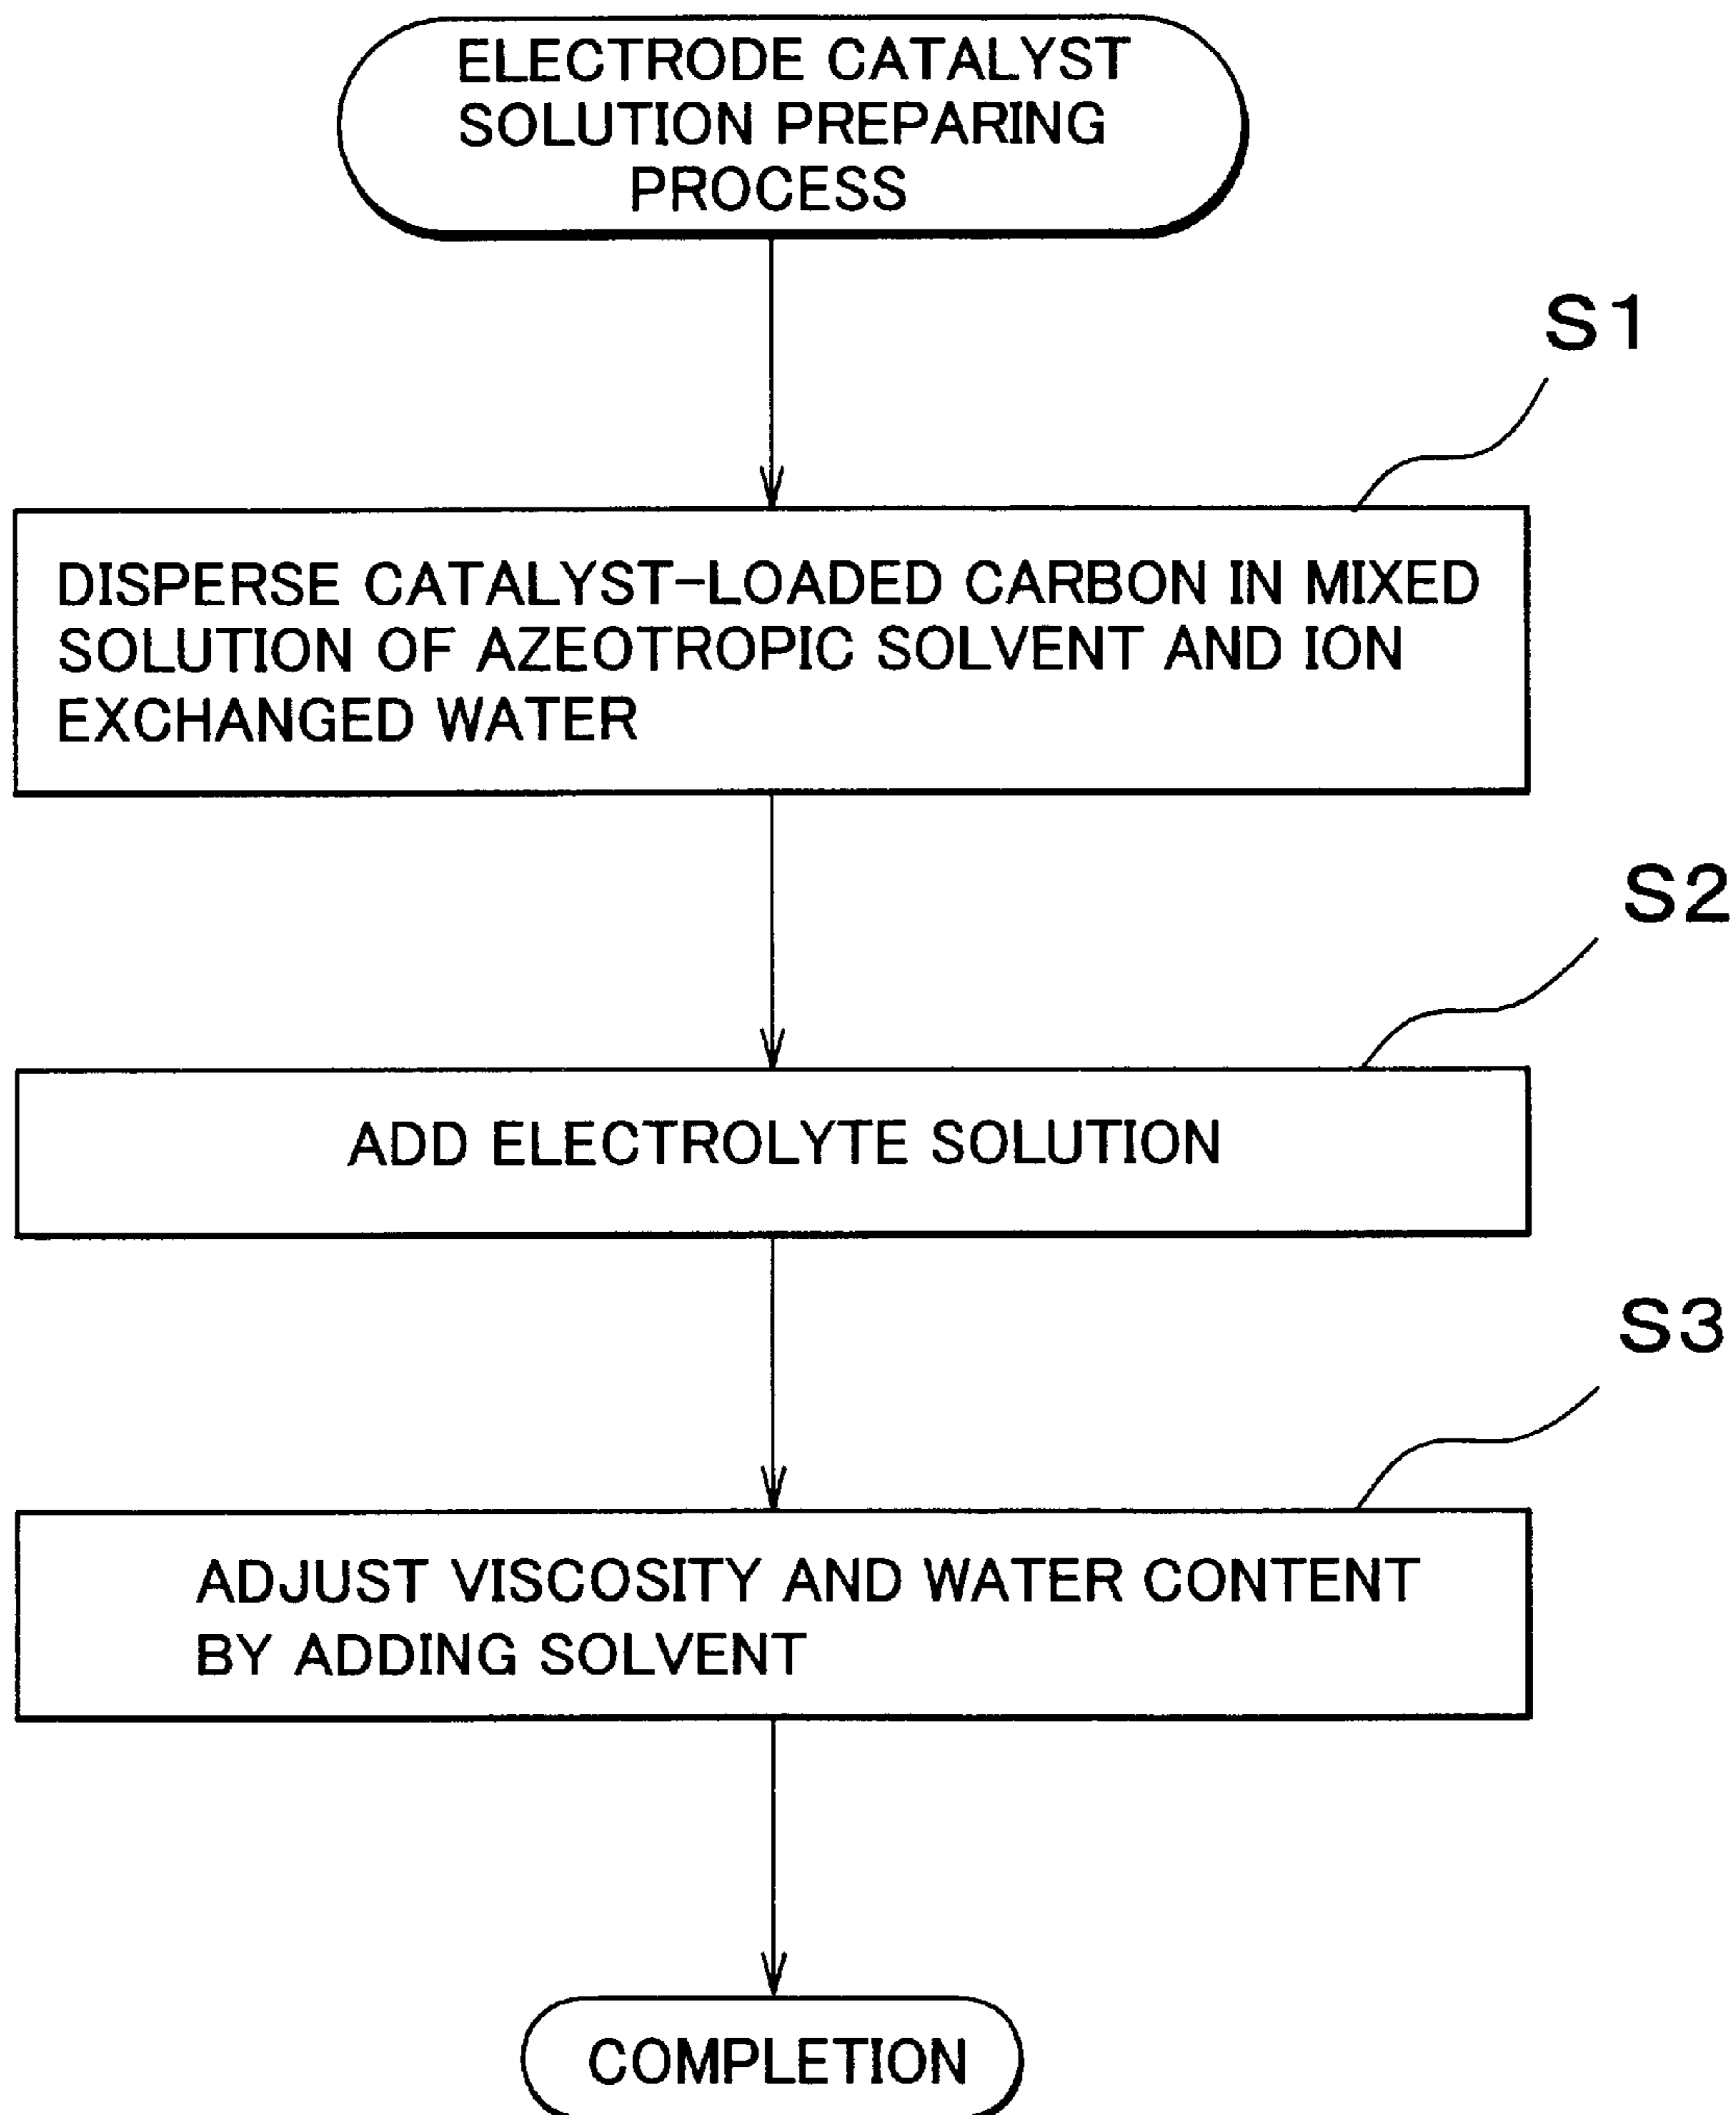 ELECTRODE CATALYST
SOLUTION PREPARING
PROCESS
S1
DISPERSE CATALYST-LOADED CARBON IN MIXED
SOLUTION OF AZEOTROPIC SOLVENT AND ION
EXCHANGED WATER
S2
ADD ELECTROLYTE SOLUTION
S3
ADJUST VISCOSITY AND WATER CONTENT
BY ADDING SOLVENT
COMPLETION